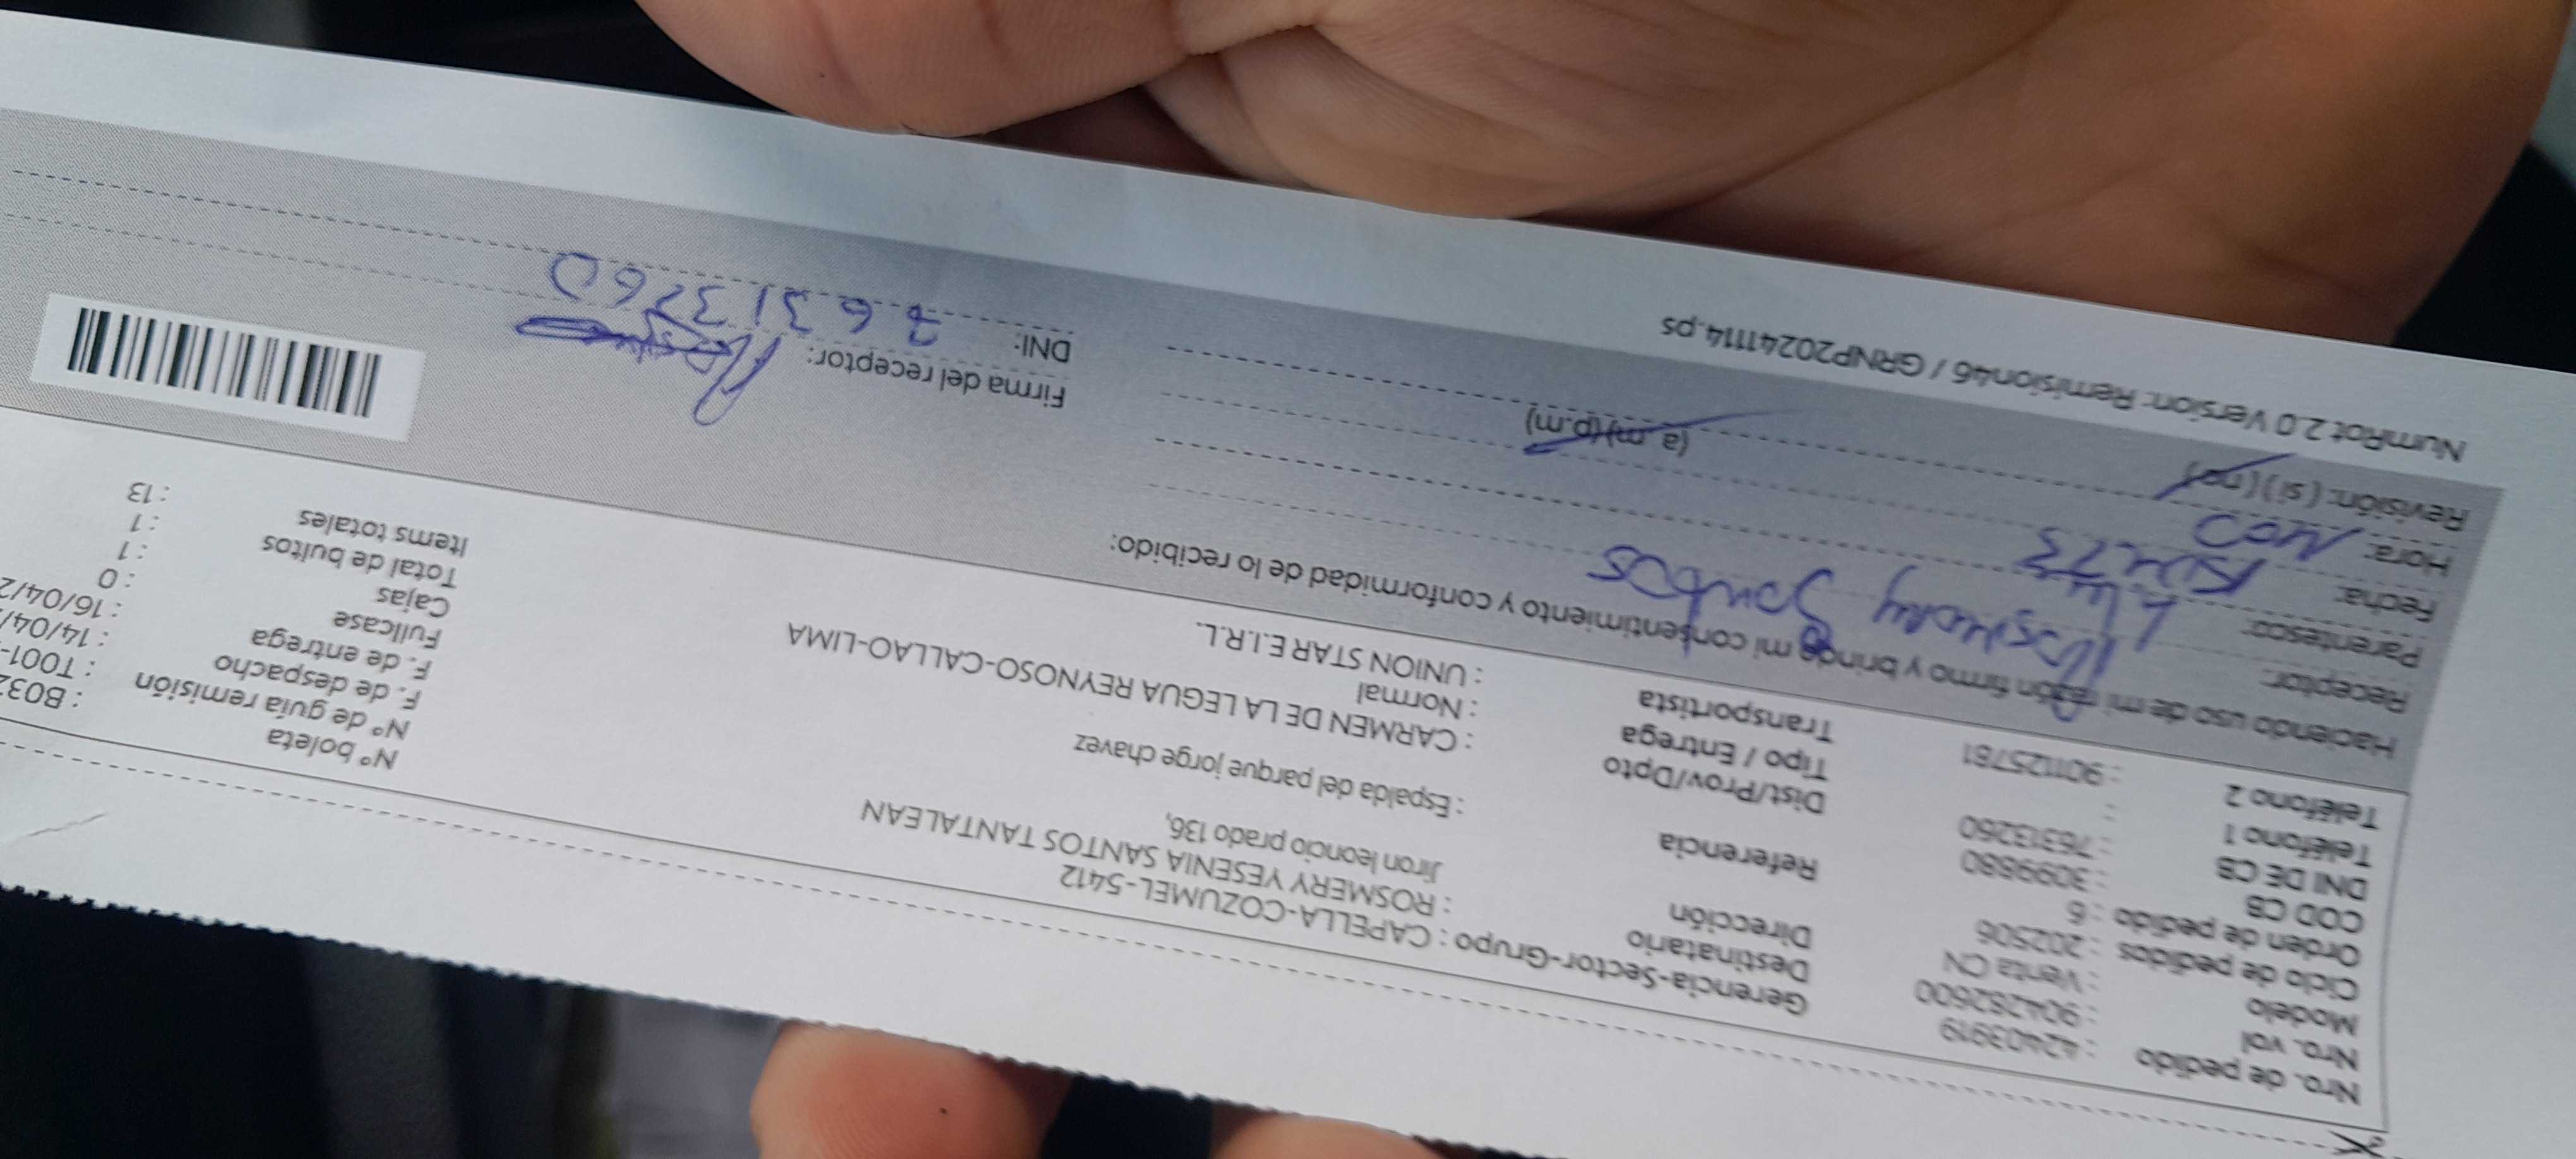 Nro. de pedido : 42403919
Nro. vol : 904282600
Modelo : Venta CN
Ciclo de pedidos : 202506
Orden de pedido : 6
COD CB : 3099880
DNI DE CB : 76313260
Teléfono 1 :
Teléfono 2 : 901125781
Gerencia-Sector-Grupo : CAPELLA-COZUMEL-5412
Destinatario : ROSMERY YESENIA SANTOS TANTALEAN
Dirección Jiron leoncio prado 136,
Referencia : Espalda del parque jorge chavez
Dist/Prov/Dpto : CARMEN DE LA LEGUA REYNOSO-CALLAO-LIMA
Tipo / Entrega : Normal
Transportista : UNION STAR E.I.R.L.
N° boleta : B032
N° de guía remisión : T001-
F. de despacho : 14/04/
F. de entrega : 16/04/2
Fullcase : 0
Cajas : 1
Total de bultos : 1
Items totales : 13
Haciendo uso de mi razón firmo y brindo mi consentimiento y conformidad de lo recibido:
Receptor: Santos
Parentesco:
Fecha:
Hora: (a.m)(p.m)
Revisión: (si)(no)
Firma del receptor:
DNI: 76313260
NumRot 2.0 Version: Remision46 / GRNP20241114.ps